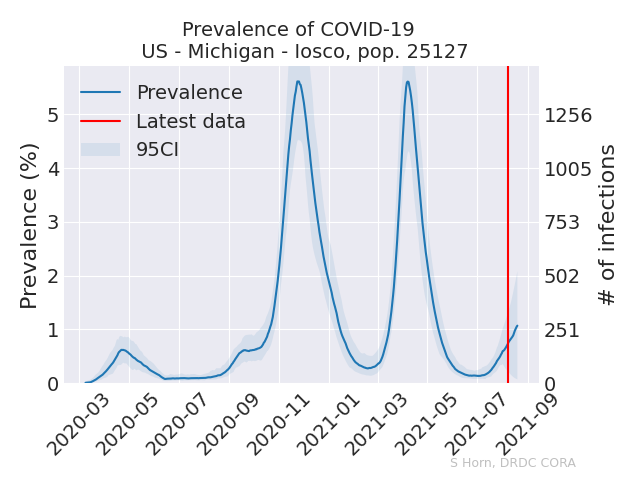 Prevalence of COVID-19
US - Michigan - Iosco, pop. 25127
Prevalence
Latest data
95CI
Prevalence (%)
5
4
3
2
1
0
1256
1005
753
502
251
0
# of infections
2020-03
2020-05
2020-07
2020-09
2020-11
2021-01
2021-03
2021-05
2021-07
2021-09
S Horn, DRDC CORA